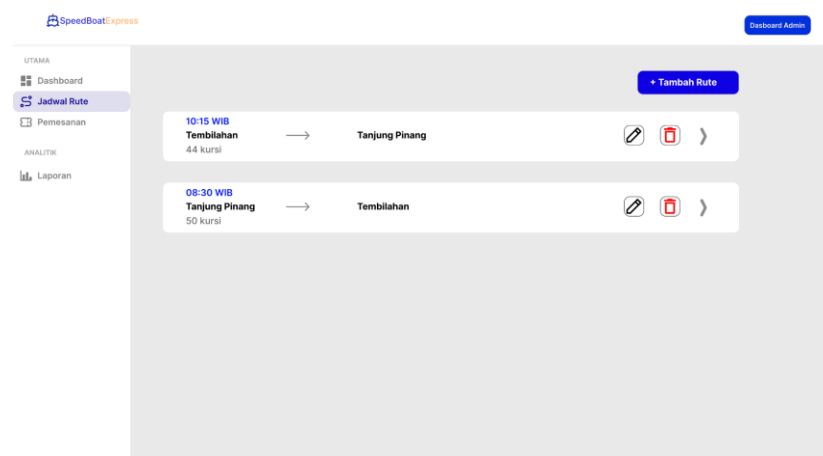 SpeedBoatExpress
Dasboard Admin
UTAMA
Dashboard
Jadwal Rute
Pemesanan
ANALITIK
Laporan
+ Tambah Rute
10:15 WIB
Tembilahan
Tanjung Pinang
44 kursi
08:30 WIB
Tanjung Pinang
Tembilahan
50 kursi